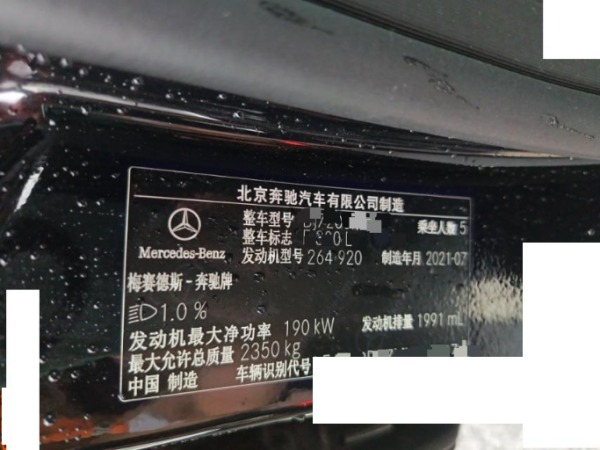 北京奔驰汽车有限公司制造
整车型号 乘坐人数 5
整车标志
发动机型号 264 920 制造年月 2021-07
Mercedes-Benz
梅赛德斯-奔驰牌
1.0 %
发动机最大净功率 190 kW 发动机排量 1991 mL
最大允许总质量 2350 kg
中国 制造 车辆识别代号